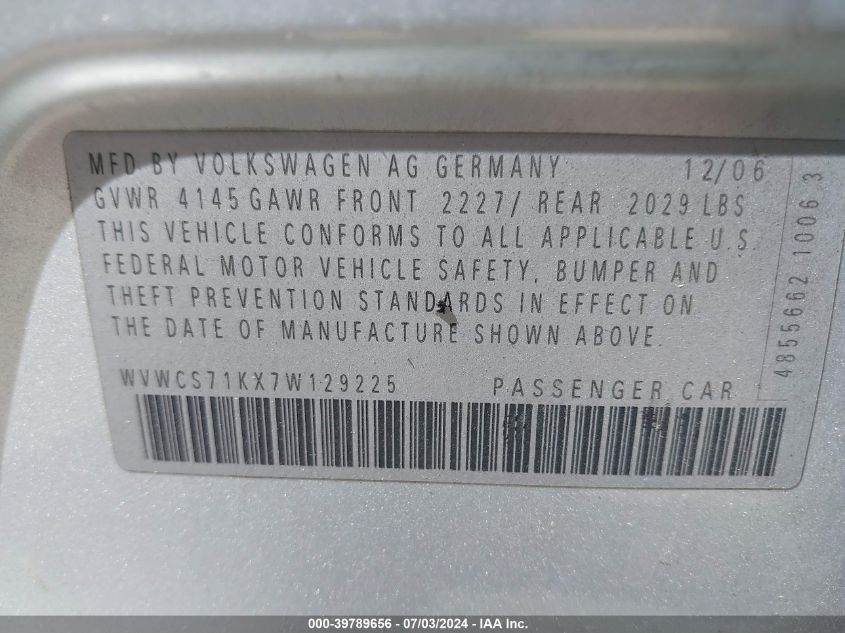 MFD BY VOLKSWAGEN AG GERMANY 12/06
GVWR 4145 GAWR FRONT 2227/ REAR 2029 LBS
THIS VEHICLE CONFORMS TO ALL APPLICABLE U.S.
FEDERAL MOTOR VEHICLE SAFETY, BUMPER AND
THEFT PREVENTION STANDARDS IN EFFECT ON
THE DATE OF MANUFACTURE SHOWN ABOVE.
WVWCS71KX7W129225 PASSENGER CAR
4855662 1006 3
000-39789656 - 07/03/2024 - IAA Inc.